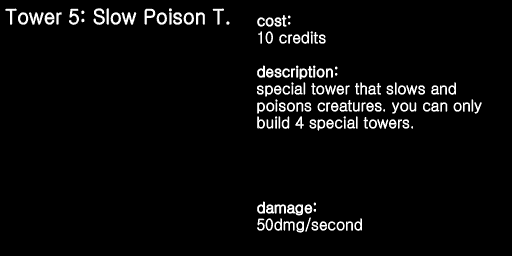 Tower 5: Slow Poison T.
cost:
10 credits
description:
special tower that slows and
poisons creatures. you can only
build 4 special towers.
damage:
50dmg/second